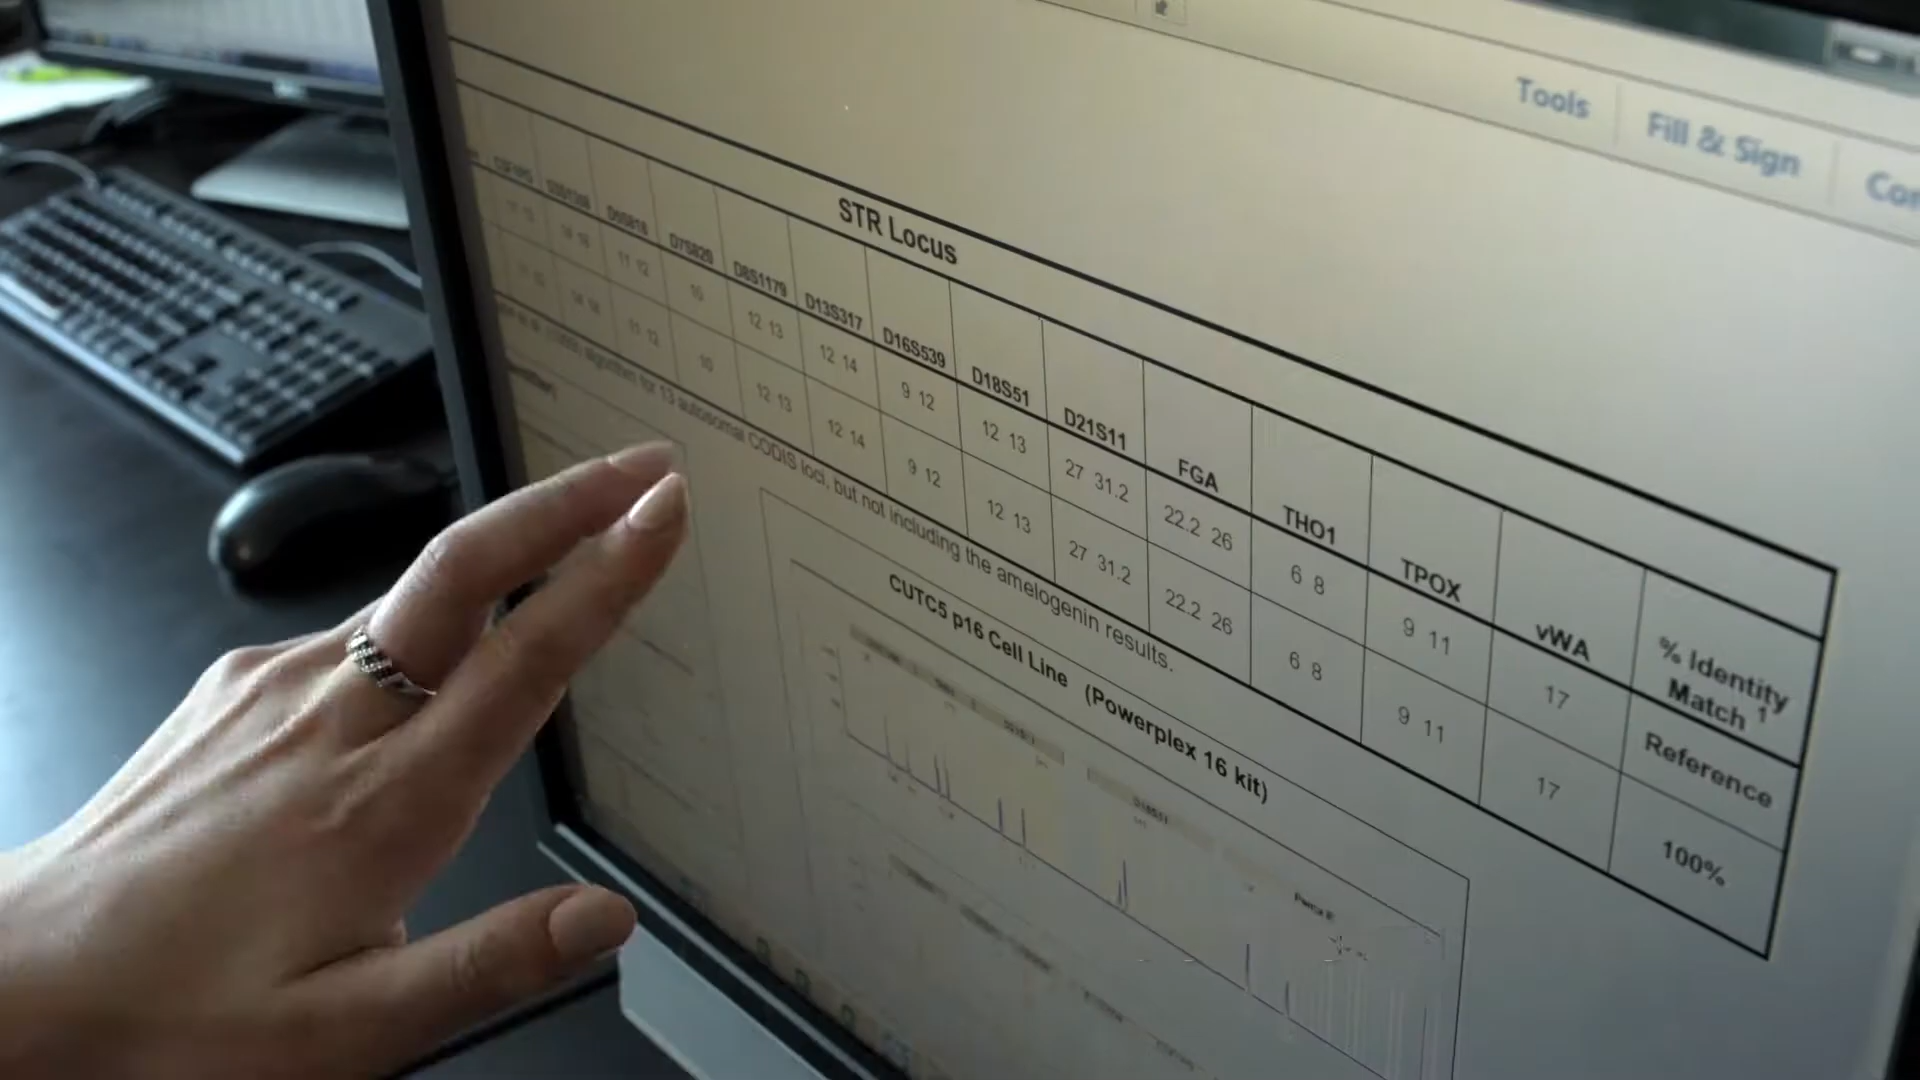 Tools Fill & Sign
STR Locus
D7S820 D8S1179 D13S317 D16S539 D18S51 D21S11 FGA THO1 TPOX vWA % Identity Match 1
11 12 10 12 13 12 14 9 12 12 13 27 31.2 22.2 26 6 8 9 11 17 Reference
11 12 10 12 13 12 14 9 12 12 13 27 31.2 22.2 26 6 8 9 11 17 100%
algorithm for 13 autosomal CODIS loci, but not including the amelogenin results.
CUTC5 p16 Cell Line (Powerplex 16 kit)